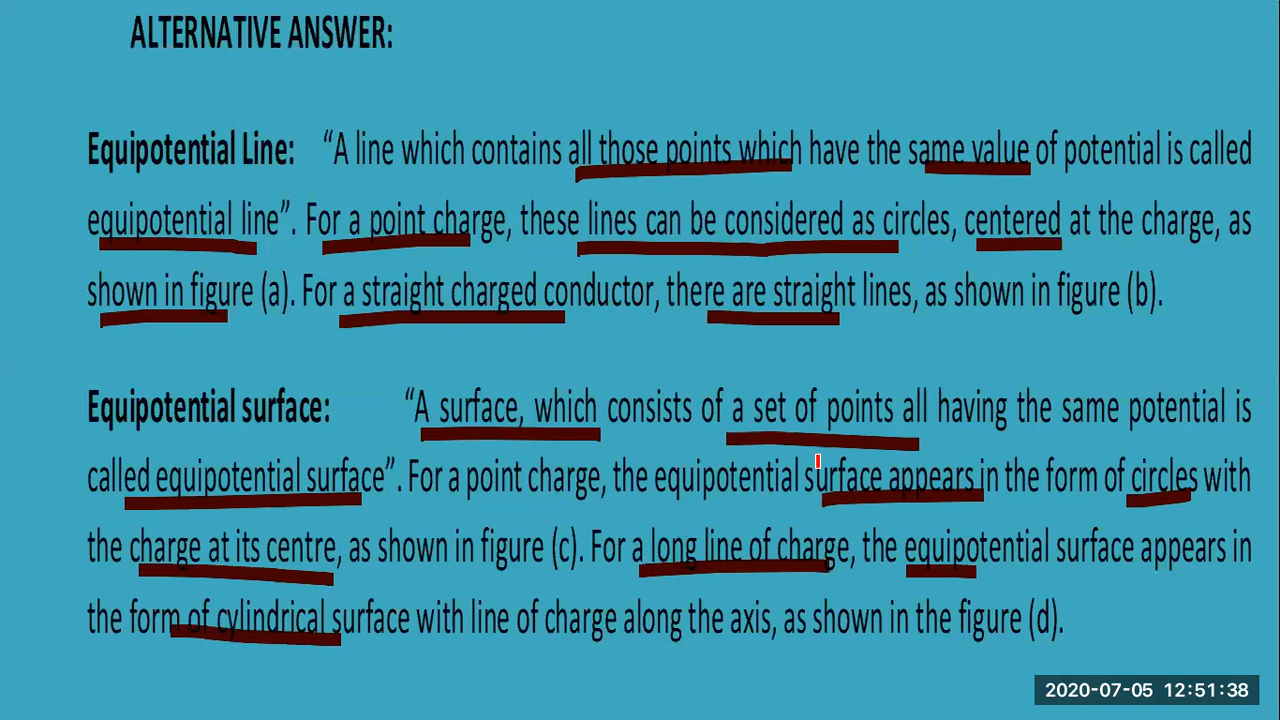 ALTERNATIVE ANSWER:
Equipotential Line: “A line which contains all those points which have the same value of potential is called
equipotential line”. For a point charge, these lines can be considered as circles, centered at the charge, as
shown in figure (a). For a straight charged conductor, there are straight lines, as shown in figure (b).
Equipotential surface: “A surface, which consists of a set of points all having the same potential is
called equipotential surface”. For a point charge, the equipotential surface appears in the form of circles with
the charge at its centre, as shown in figure (c). For a long line of charge, the equipotential surface appears in
the form of cylindrical surface with line of charge along the axis, as shown in the figure (d).
2020-07-05 12:51:38